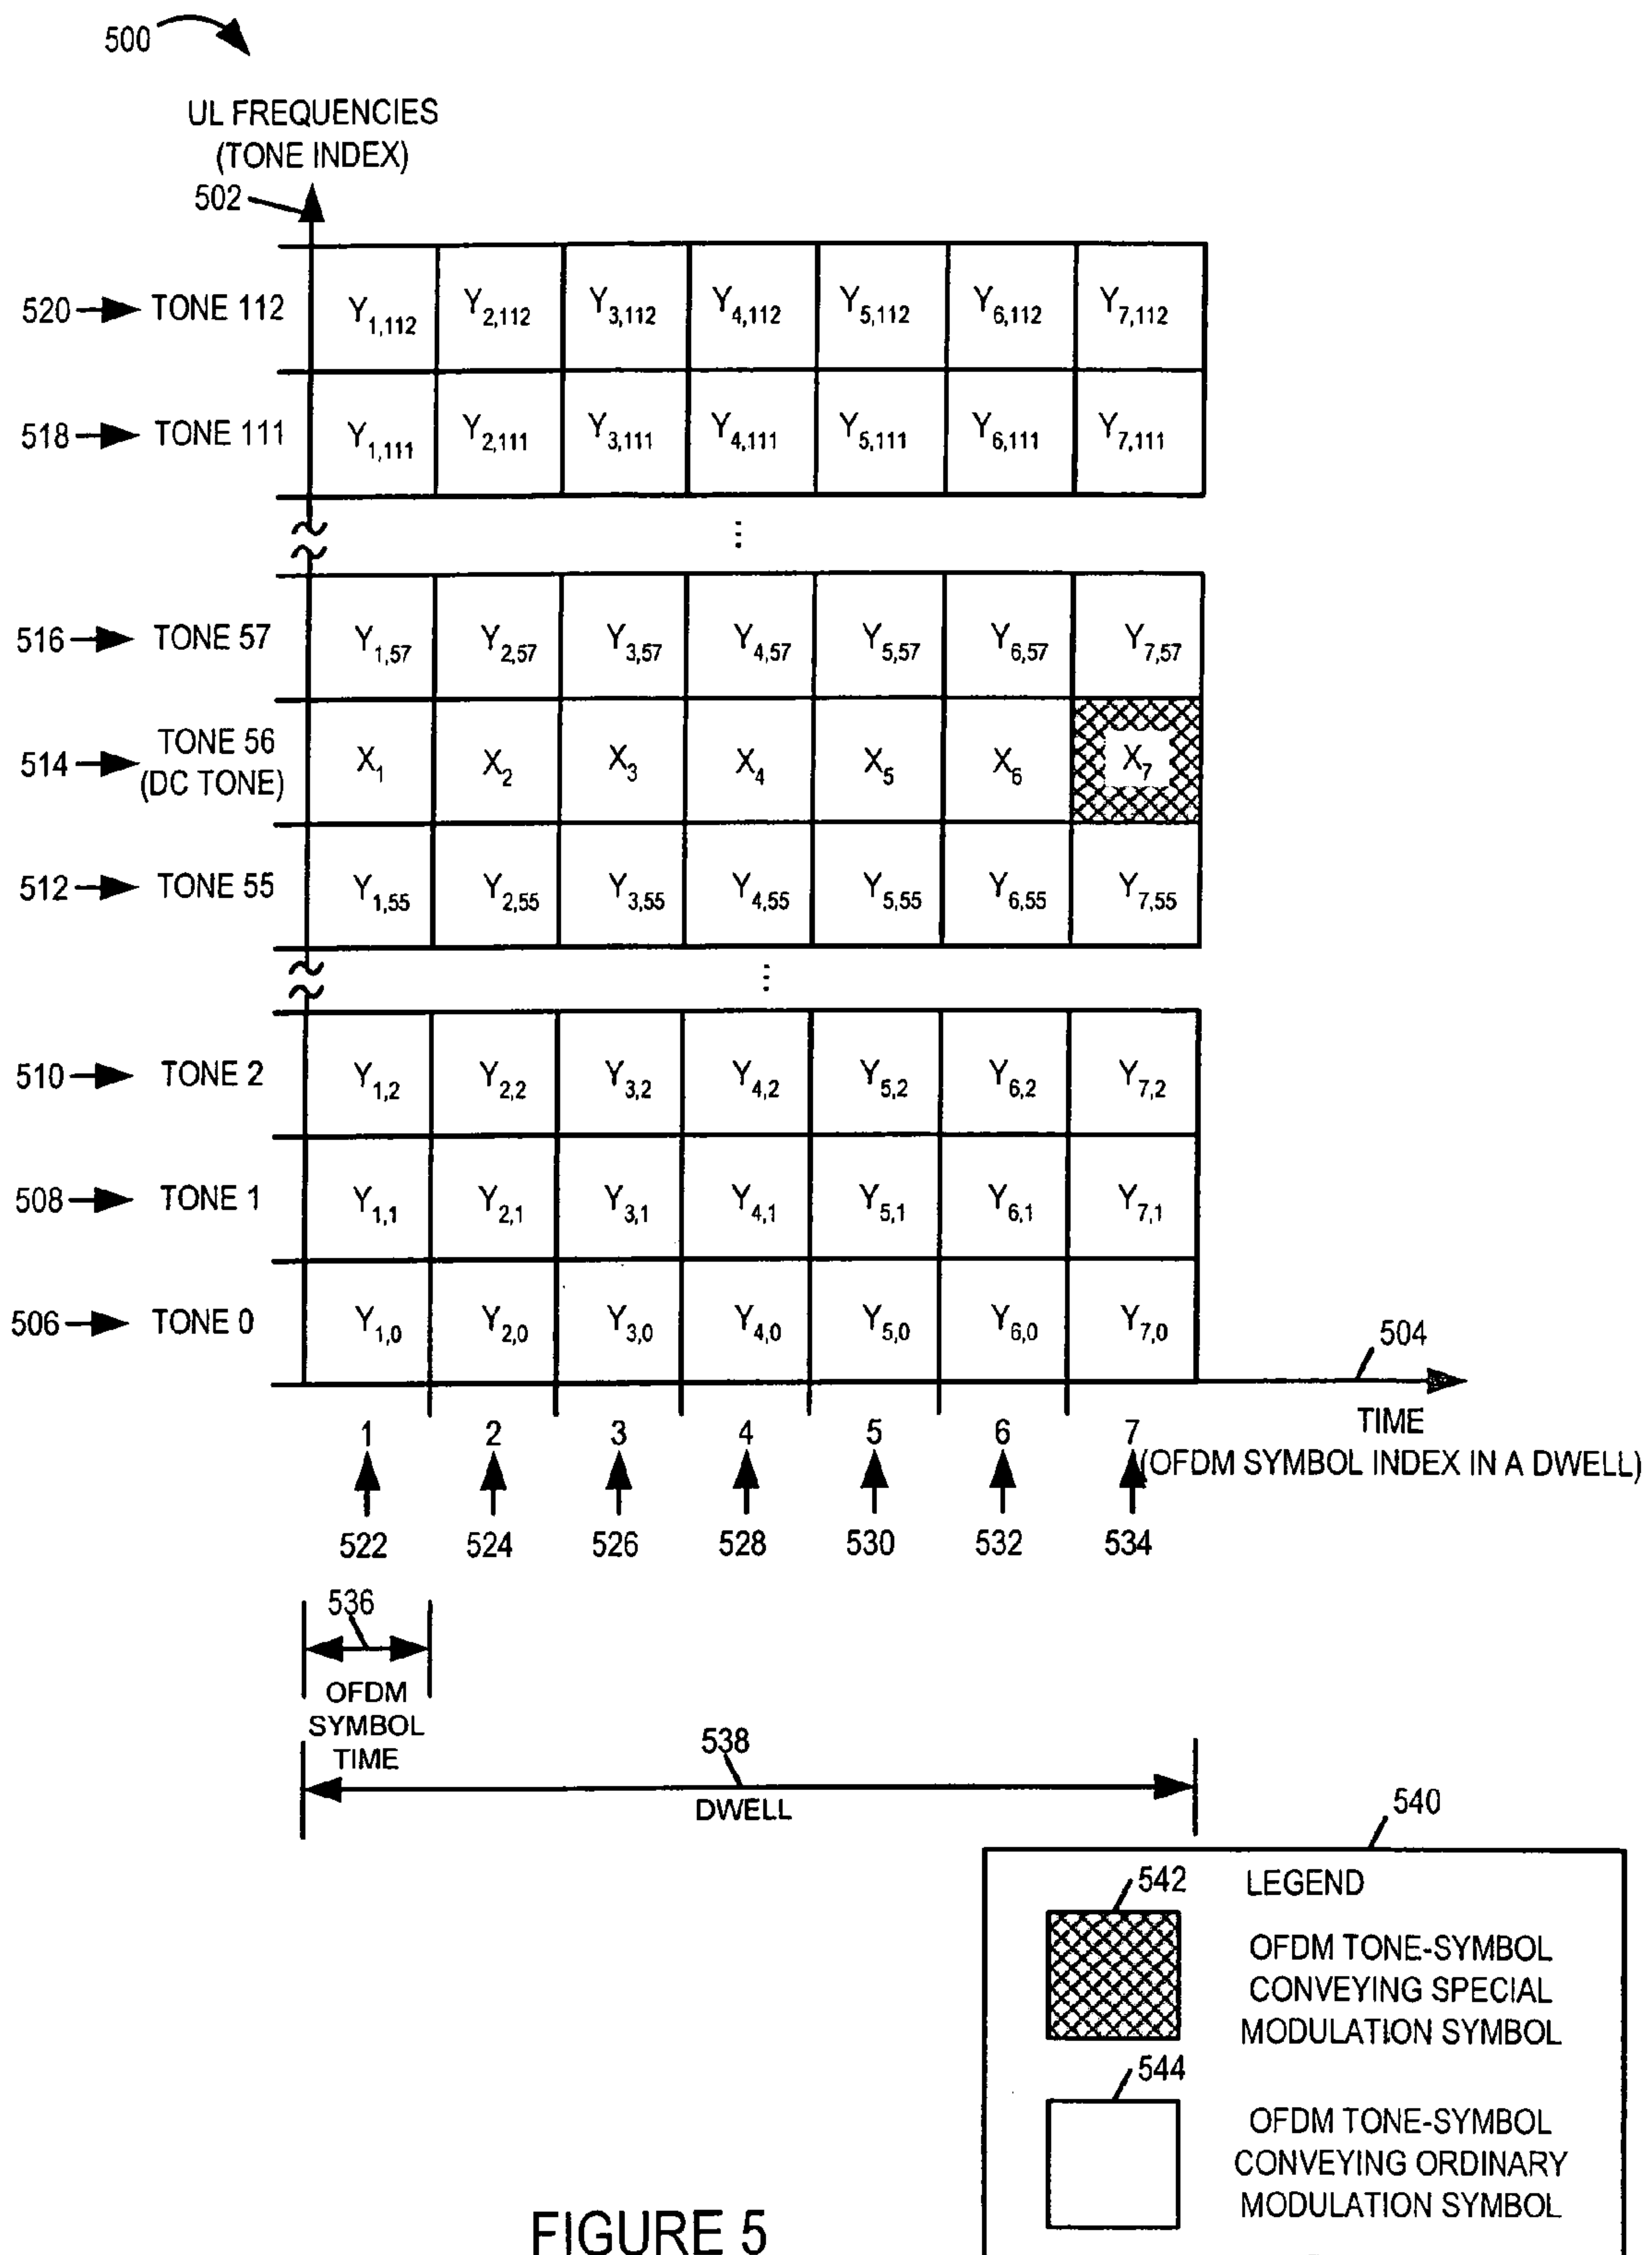 500
UL FREQUENCIES
(TONE INDEX)
502
520 TONE 112 Y1,112 Y2,112 Y3,112 Y4,112 Y5,112 Y6,112 Y7,112
518 TONE 111 Y1,111 Y2,111 Y3,111 Y4,111 Y5,111 Y6,111 Y7,111
...
516 TONE 57 Y1,57 Y2,57 Y3,57 Y4,57 Y5,57 Y6,57 Y7,57
514 TONE 56 (DC TONE) X1 X2 X3 X4 X5 X6 X7
512 TONE 55 Y1,55 Y2,55 Y3,55 Y4,55 Y5,55 Y6,55 Y7,55
...
510 TONE 2 Y1,2 Y2,2 Y3,2 Y4,2 Y5,2 Y6,2 Y7,2
508 TONE 1 Y1,1 Y2,1 Y3,1 Y4,1 Y5,1 Y6,1 Y7,1
506 TONE 0 Y1,0 Y2,0 Y3,0 Y4,0 Y5,0 Y6,0 Y7,0
504
1 2 3 4 5 6 7
TIME
(OFDM SYMBOL INDEX IN A DWELL)
522 524 526 528 530 532 534
536
OFDM
SYMBOL
TIME
538
DWELL
540
542 LEGEND
OFDM TONE-SYMBOL
CONVEYING SPECIAL
MODULATION SYMBOL
544
OFDM TONE-SYMBOL
CONVEYING ORDINARY
MODULATION SYMBOL
FIGURE 5